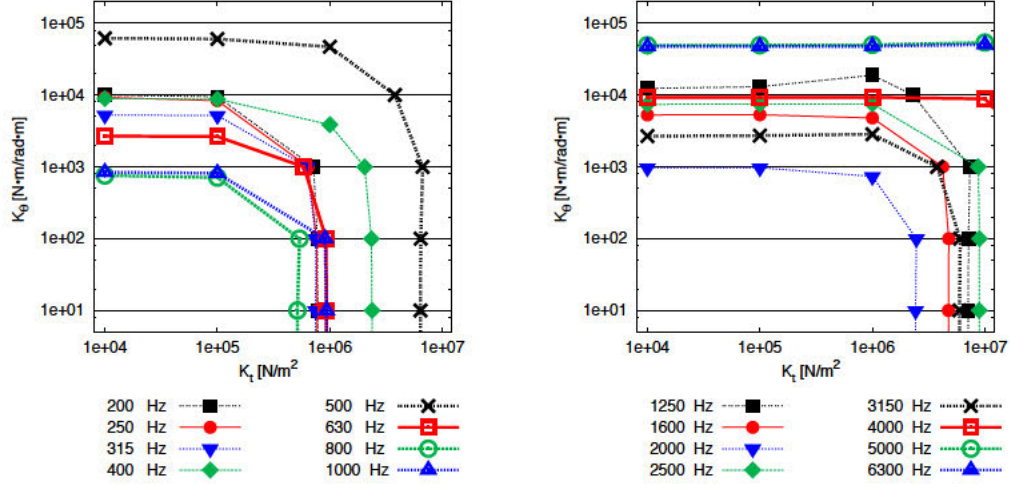 1e+05
1e+04
1e+03
1e+02
1e+01
K_θ [N·m/rad·m]
1e+04 1e+05 1e+06 1e+07
K_t [N/m²]
200 Hz
250 Hz
315 Hz
400 Hz
500 Hz
630 Hz
800 Hz
1000 Hz
1e+05
1e+04
1e+03
1e+02
1e+01
K_θ [N·m/rad·m]
1e+04 1e+05 1e+06 1e+07
K_t [N/m²]
1250 Hz
1600 Hz
2000 Hz
2500 Hz
3150 Hz
4000 Hz
5000 Hz
6300 Hz